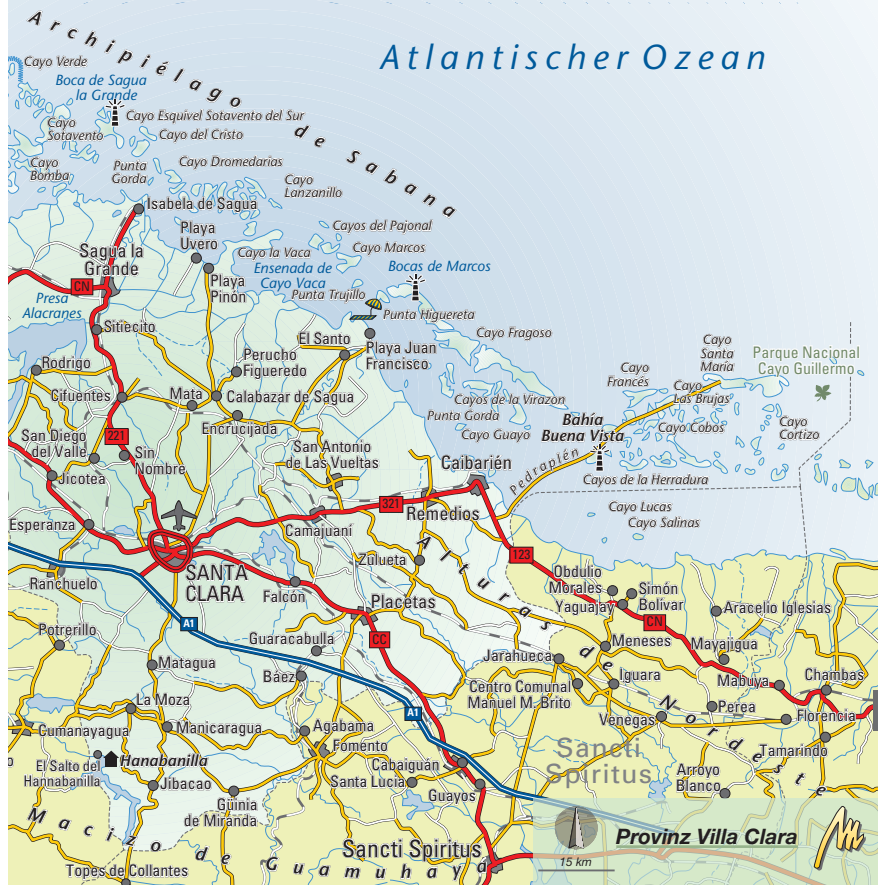 Archipiélago de Sabana
Atlantischer Ozean
Cayo Verde
Boca de Sagua
la Grande
Cayo Esquível Sotavento del Sur
Cayo
Sotavento
Cayo del Cristo
Cayo
Bomba
Punta
Gorda
Cayo Dromedarias
Cayo
Lanzanillo
Isabela de Sagua
Playa
Uvero
Cayos del Pajonal
Sagua la
Grande
Cayo la Vaca
Cayo Marcos
Ensenada de
Cayo Vaca
Bocas de Marcos
CN
Playa
Pinón
Punta Trujillo
Presa
Alacranes
Punta Higuereta
Sitiecito
Cayo Fragoso
El Santo
Playa Juan
Francisco
Cayo
Santa
María
Parque Nacional
Cayo Guillermo
Rodrigo
Perucho
Figueredo
Cayo
Francés
Cayo
Las Brujas
Cifuentes
Mata
Calabazar de Sagua
Cayos de la Virazon
Punta Gorda
Encrucijada
Bahía
Buena Vista
Cayo Cobos
Cayo
Cortizo
221
San Diego
del Valle
Sin
Nombre
San Antonio
de Las Vueltas
Cayo Guayo
Caibarién
Pedraplén
Cayos de la Herradura
Jicotea
321
Remedios
Cayo Lucas
Cayo Salinas
Esperanza
Camajuaní
Alturas de Nordeste
123
Zulueta
Ranchuelo
SANTA
CLARA
Falcón
Placetas
Obdulio
Morales
Yaguajay
Simón
Bolívar
Aracelio Iglesias
A1
CN
Potrerillo
Guaracabulla
CC
Meneses
Mayajigua
Matagua
Báez
Jarahueca
Iguara
Mabuya
Chambas
La Moza
Centro Comunal
Manuel M. Brito
Perea
Cumanayagua
Manicaragua
Agabama
A1
Venegas
Florencia
Fomento
Sancti
Spiritus
Tamarindo
El Salto de
Hannabanilla
Hanabanilla
Cabaiguán
Jibacao
Santa Lucia
Guayos
Arroyo
Blanco
Güinia
de Miranda
Macizo de Guamuhaya
Sancti Spiritus
Provinz Villa Clara
15 km
Topes de Collantes